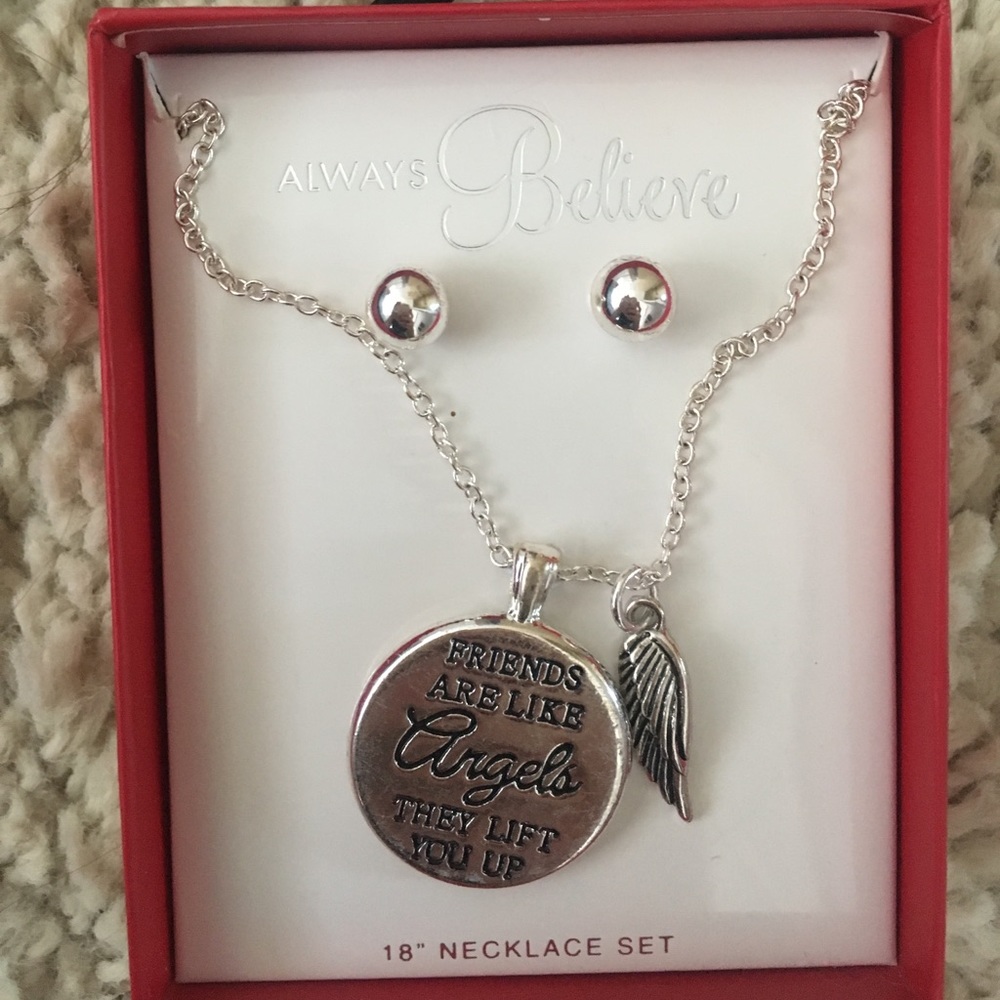 ALWAYS Believe
FRIENDS
ARE LIKE
Angels
THEY LIFT
YOU UP
18" NECKLACE SET